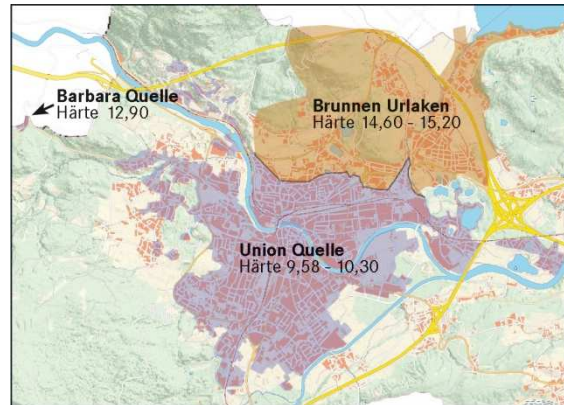 Barbara Quelle
Härte 12,90
Brunnen Urlaken
Härte 14,60 - 15,20
Union Quelle
Härte 9,58 - 10,30